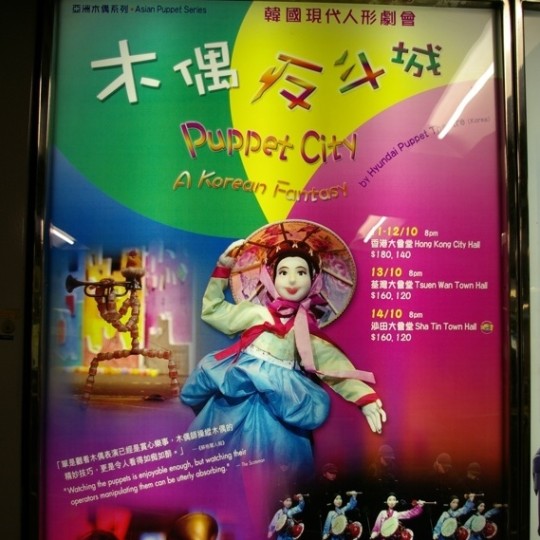 亞洲木偶系列 • Asian Puppet Series
韓國現代人形劇會
木偶反斗城
Puppet City
A Korean Fantasy
by Hyundai Puppet Theatre (Korea)
11-12/10 8pm
香港大會堂 Hong Kong City Hall
$180, 140
13/10 8pm
荃灣大會堂 Tsuen Wan Town Hall
$160, 120
14/10 8pm
沙田大會堂 Sha Tin Town Hall
$160, 120
「單是觀看木偶表演已經是賞心樂事，木偶師操縱木偶的
精妙技巧，更是令人看得如痴如醉。」
"Watching the puppets is enjoyable enough, but watching their
operators manipulating them can be utterly absorbing."